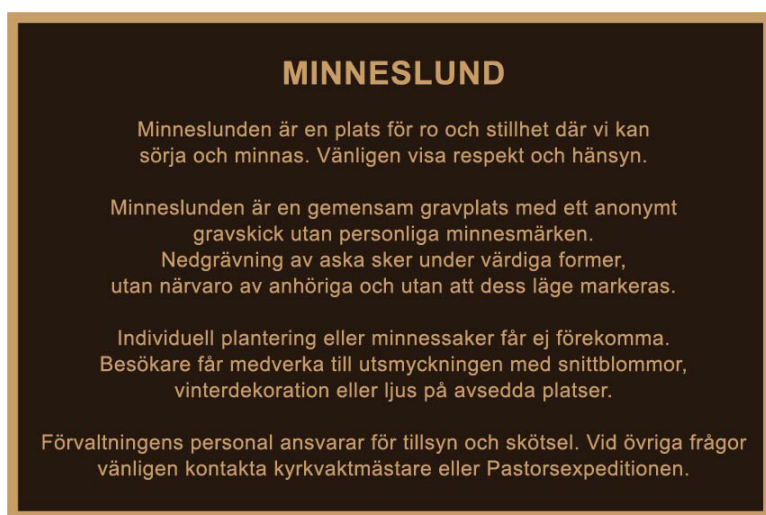 MINNESLUND
Minneslunden är en plats för ro och stillhet där vi kan
sörja och minnas. Vänligen visa respekt och hänsyn.
Minneslunden är en gemensam gravplats med ett anonymt
gravskick utan personliga minnesmärken.
Nedgrävning av aska sker under värdiga former,
utan närvaro av anhöriga och utan att dess läge markeras.
Individuell plantering eller minnessaker får ej förekomma.
Besökare får medverka till utsmyckningen med snittblommor,
vinterdekoration eller ljus på avsedda platser.
Förvaltningens personal ansvarar för tillsyn och skötsel. Vid övriga frågor
vänligen kontakta kyrkvaktmästare eller Pastorsexpeditionen.